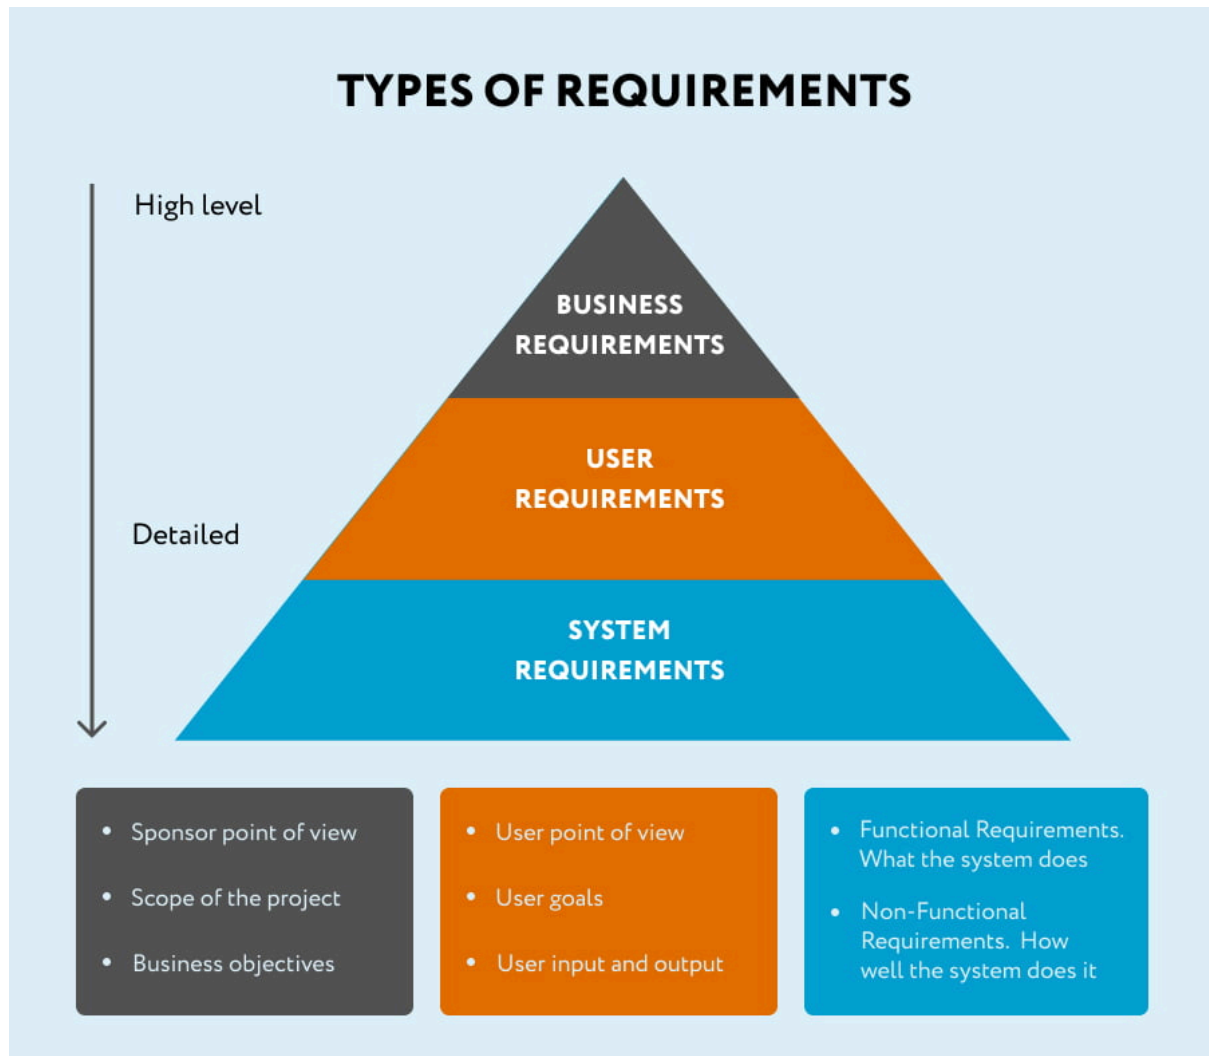 TYPES OF REQUIREMENTS
High level
BUSINESS
REQUIREMENTS
USER
REQUIREMENTS
Detailed
SYSTEM
REQUIREMENTS
• Sponsor point of view
• Scope of the project
• Business objectives
• User point of view
• User goals
• User input and output
• Functional Requirements.
What the system does
• Non-Functional
Requirements. How
well the system does it